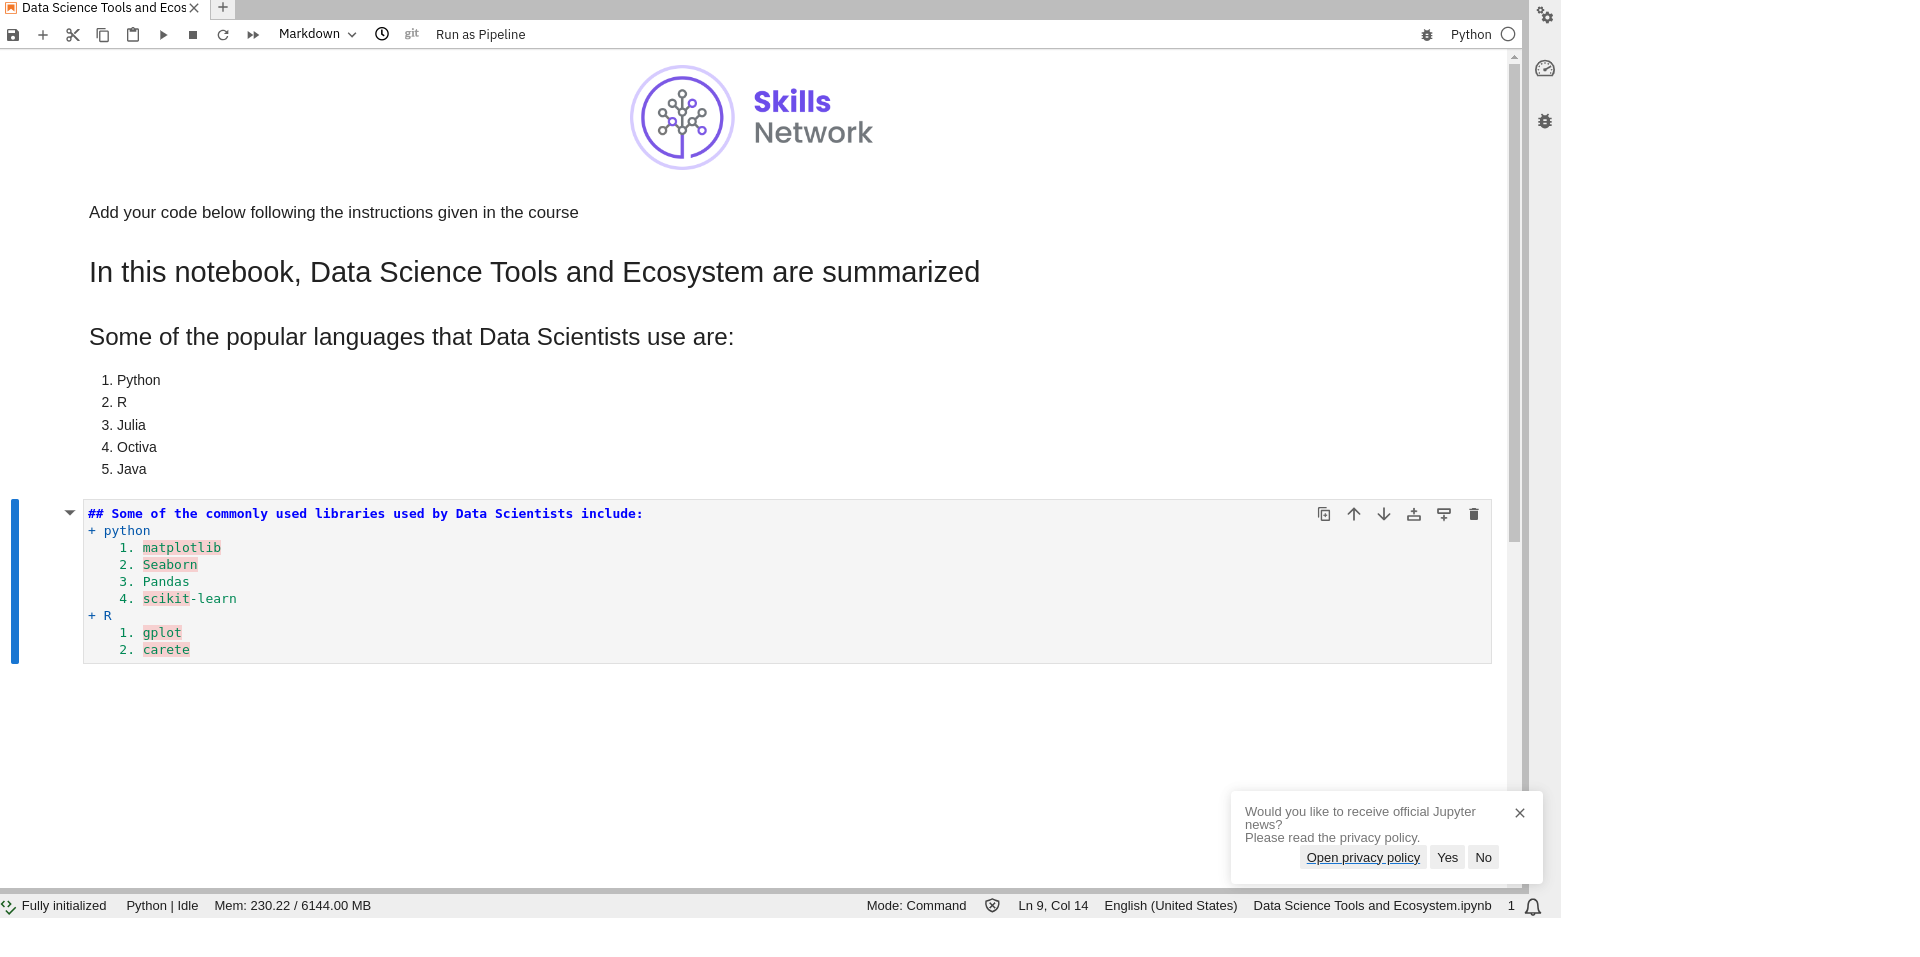 Data Science Tools and Ecos
Markdown
git
Run as Pipeline
Python
Skills
Network
Add your code below following the instructions given in the course
In this notebook, Data Science Tools and Ecosystem are summarized
Some of the popular languages that Data Scientists use are:
1. Python
2. R
3. Julia
4. Octiva
5. Java
## Some of the commonly used libraries used by Data Scientists include:
+ python
1. matplotlib
2. Seaborn
3. Pandas
4. scikit-learn
+ R
1. gplot
2. carete
Would you like to receive official Jupyter
news?
Please read the privacy policy.
Open privacy policy Yes No
Fully initialized Python | Idle Mem: 230.22 / 6144.00 MB Mode: Command Ln 9, Col 14 English (United States) Data Science Tools and Ecosystem.ipynb 1